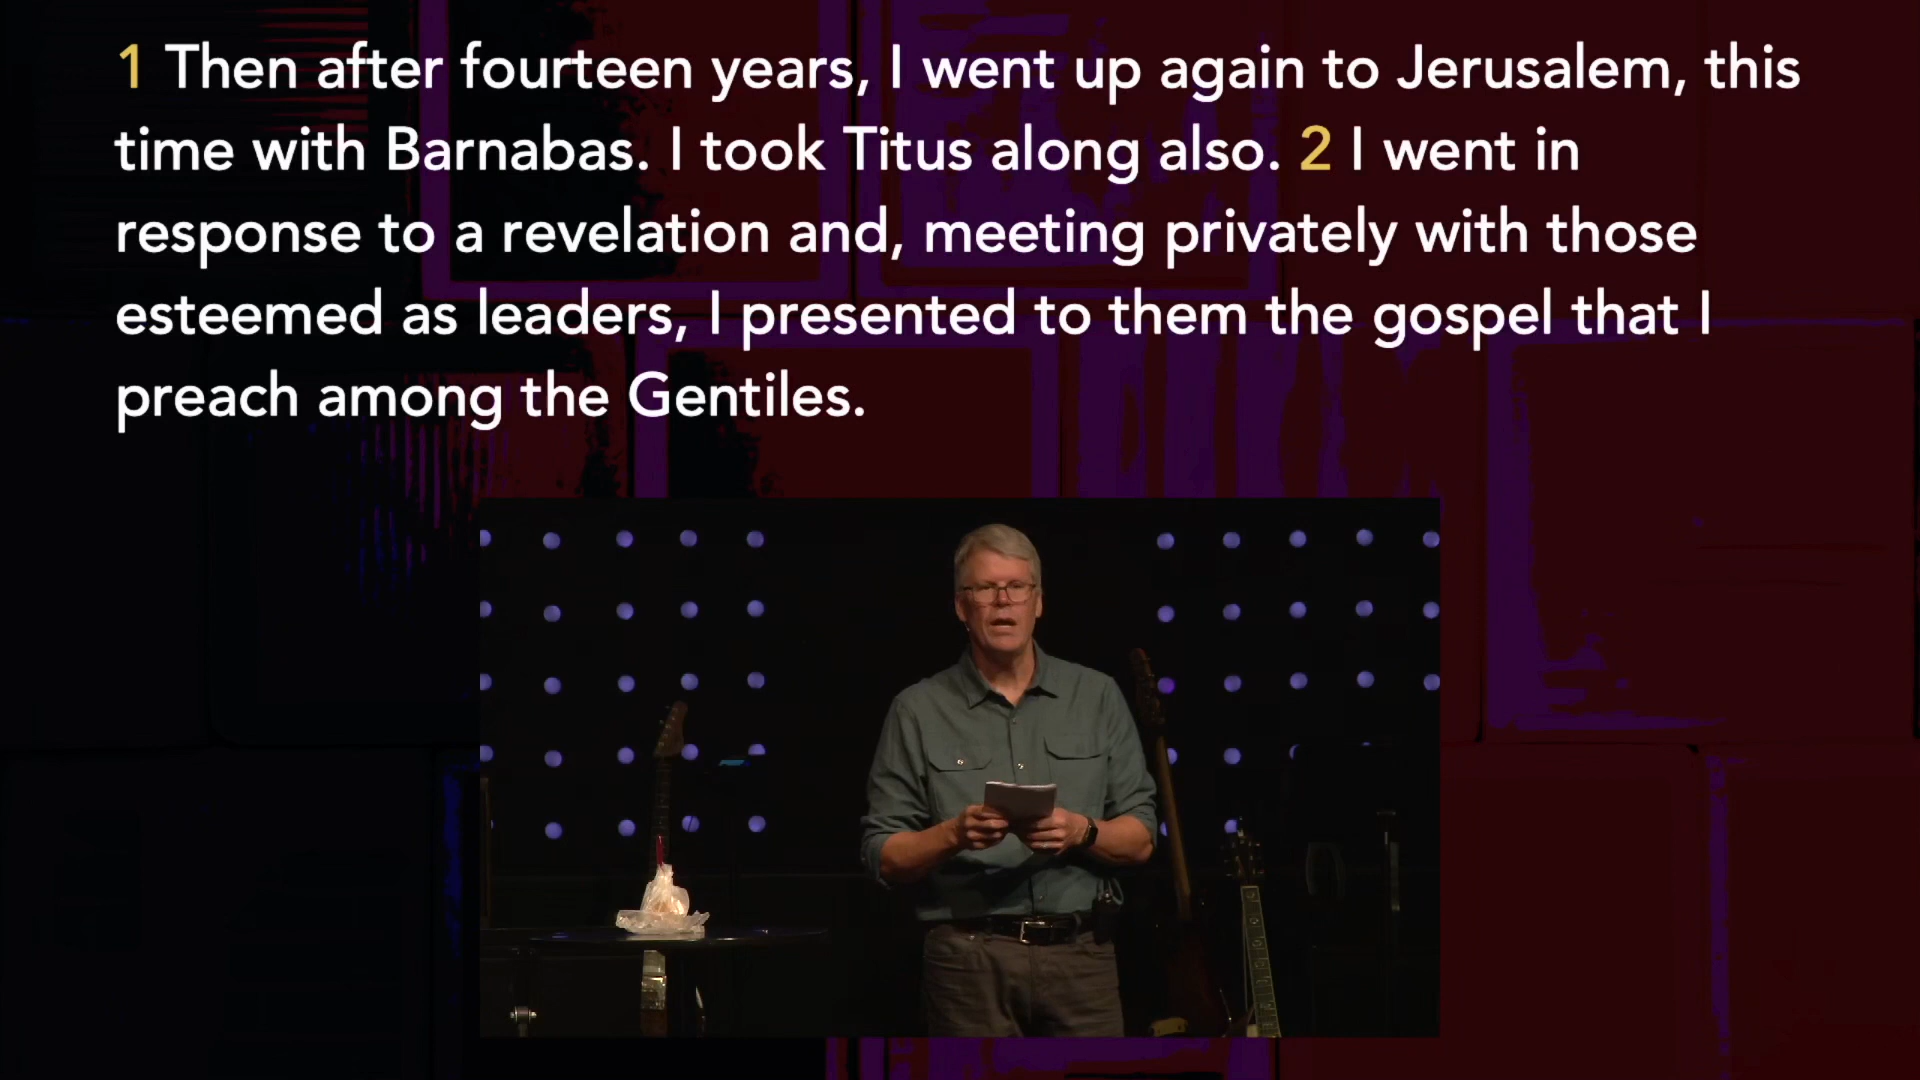 1 Then after fourteen years, I went up again to Jerusalem, this
time with Barnabas. I took Titus along also. 2 I went in
response to a revelation and, meeting privately with those
esteemed as leaders, I presented to them the gospel that I
preach among the Gentiles.